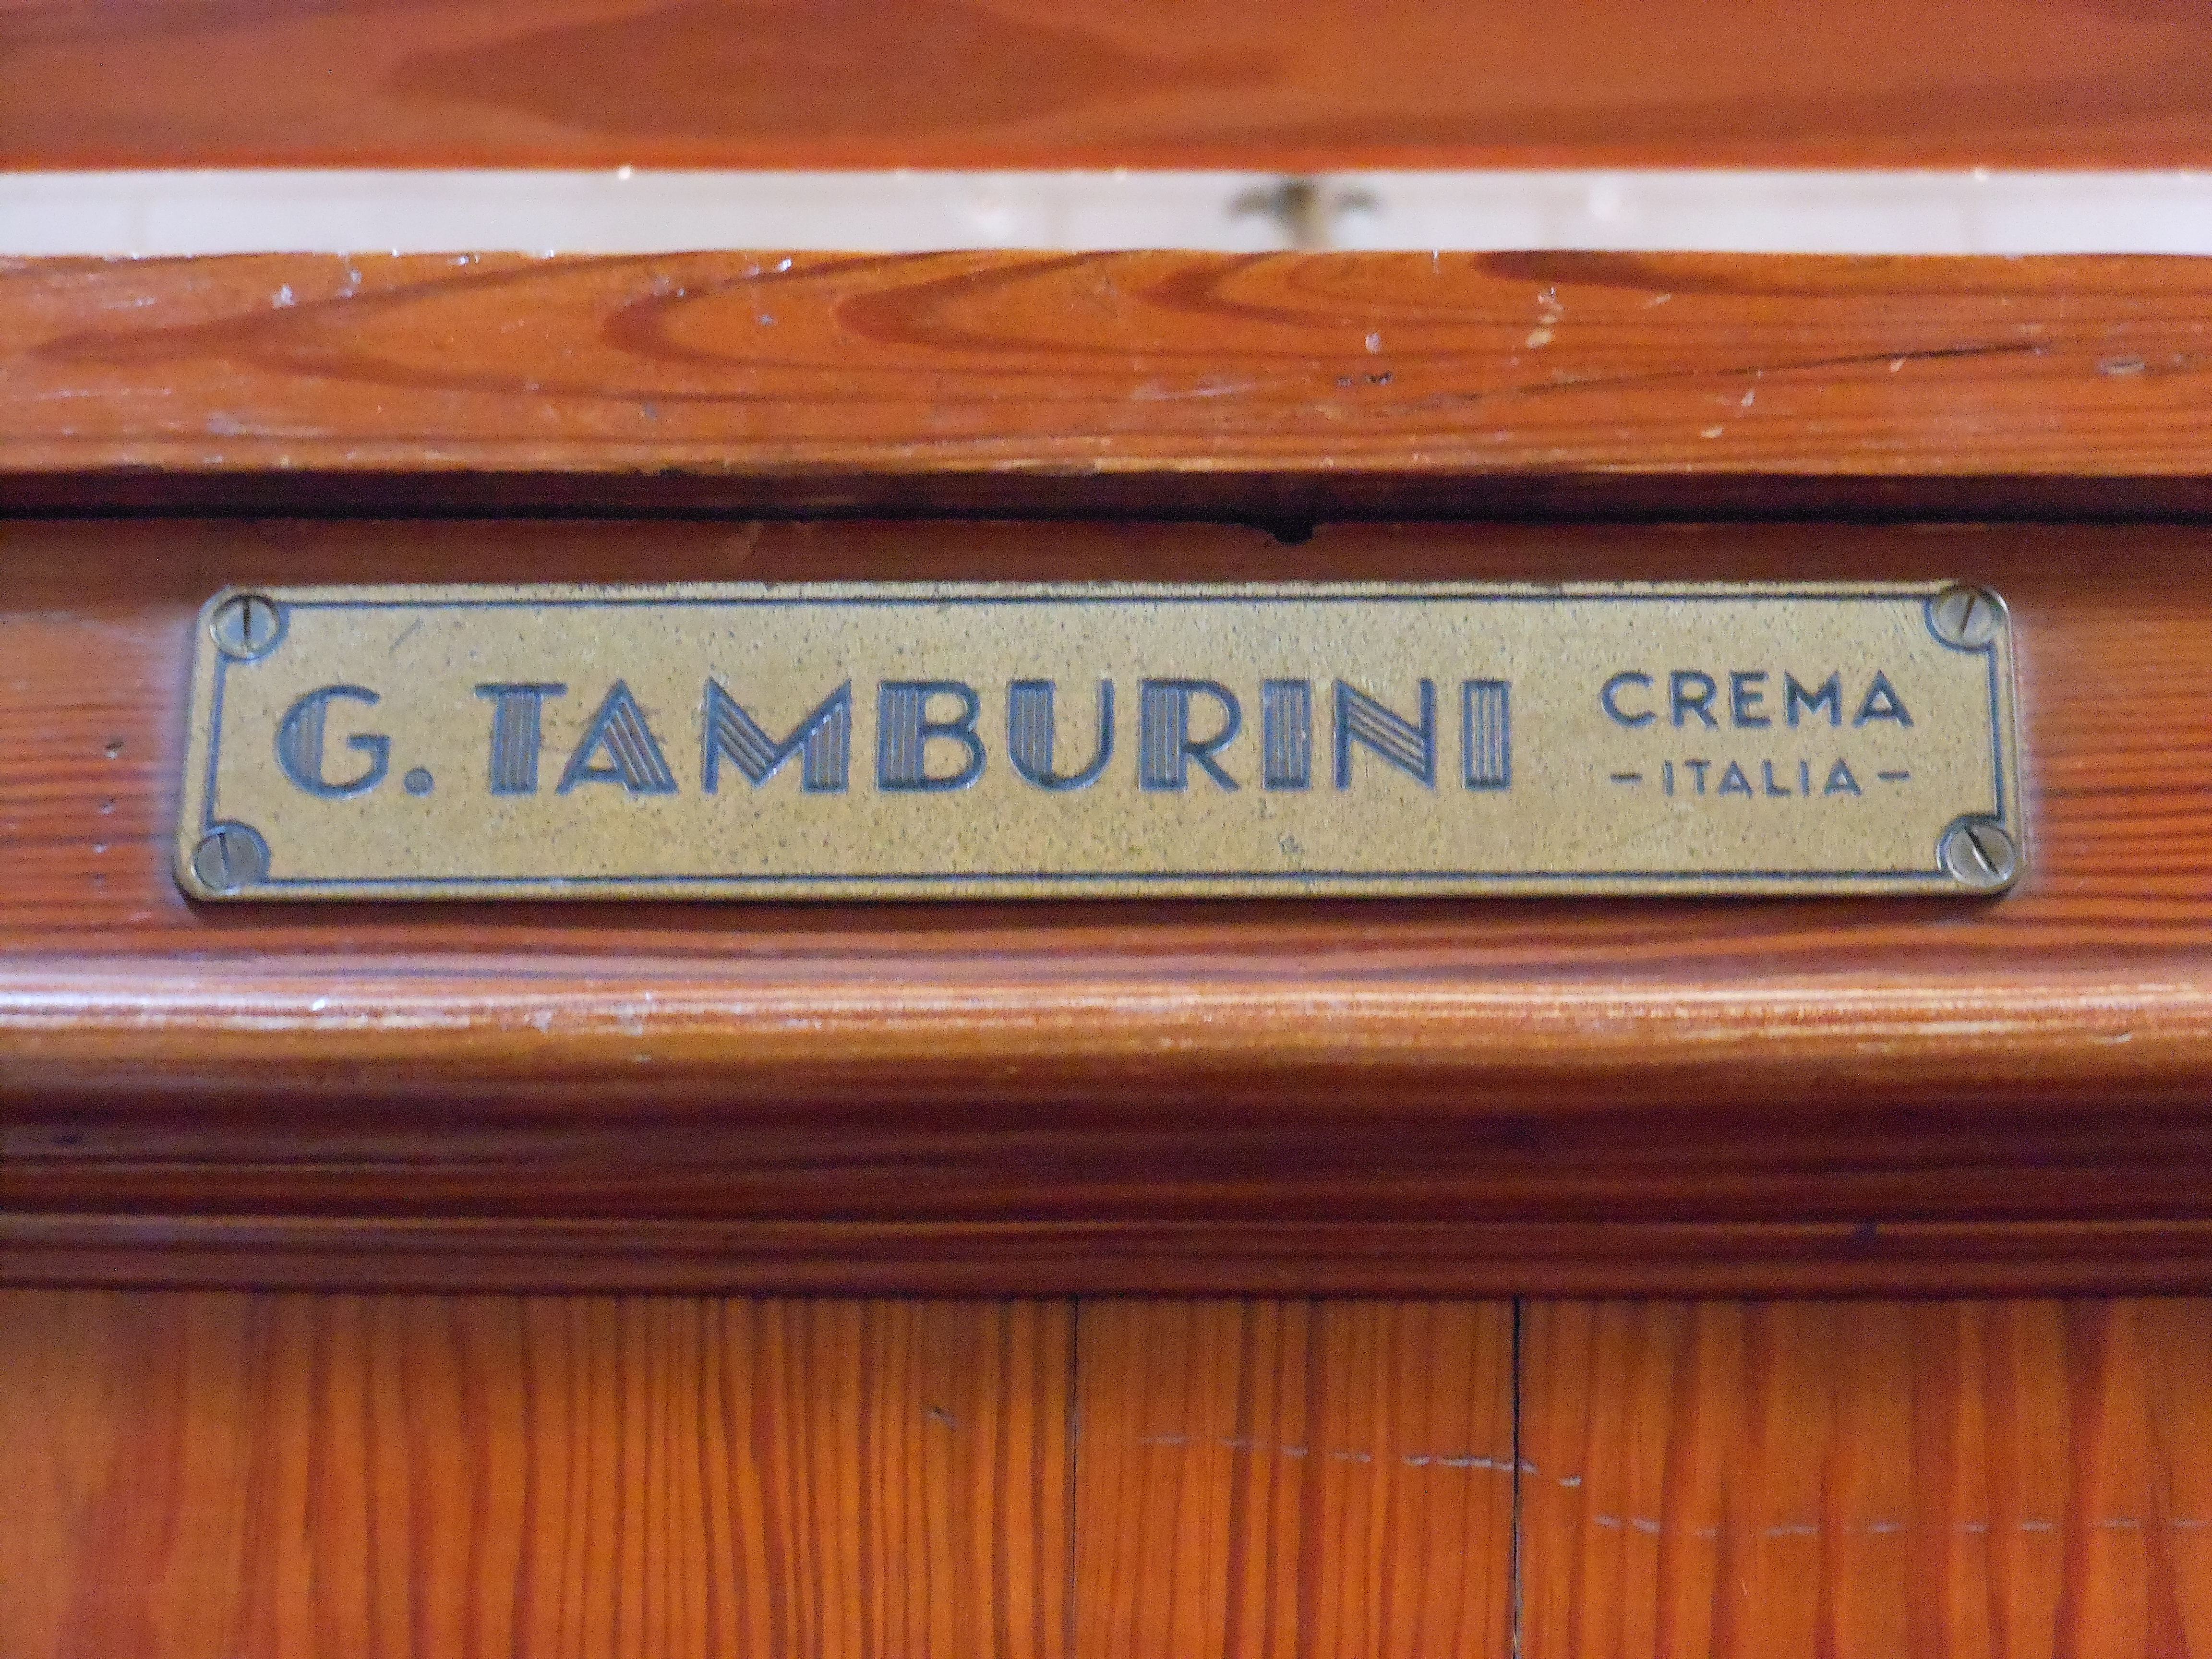 G. TAMBURINI
CREMA
-ITALIA-